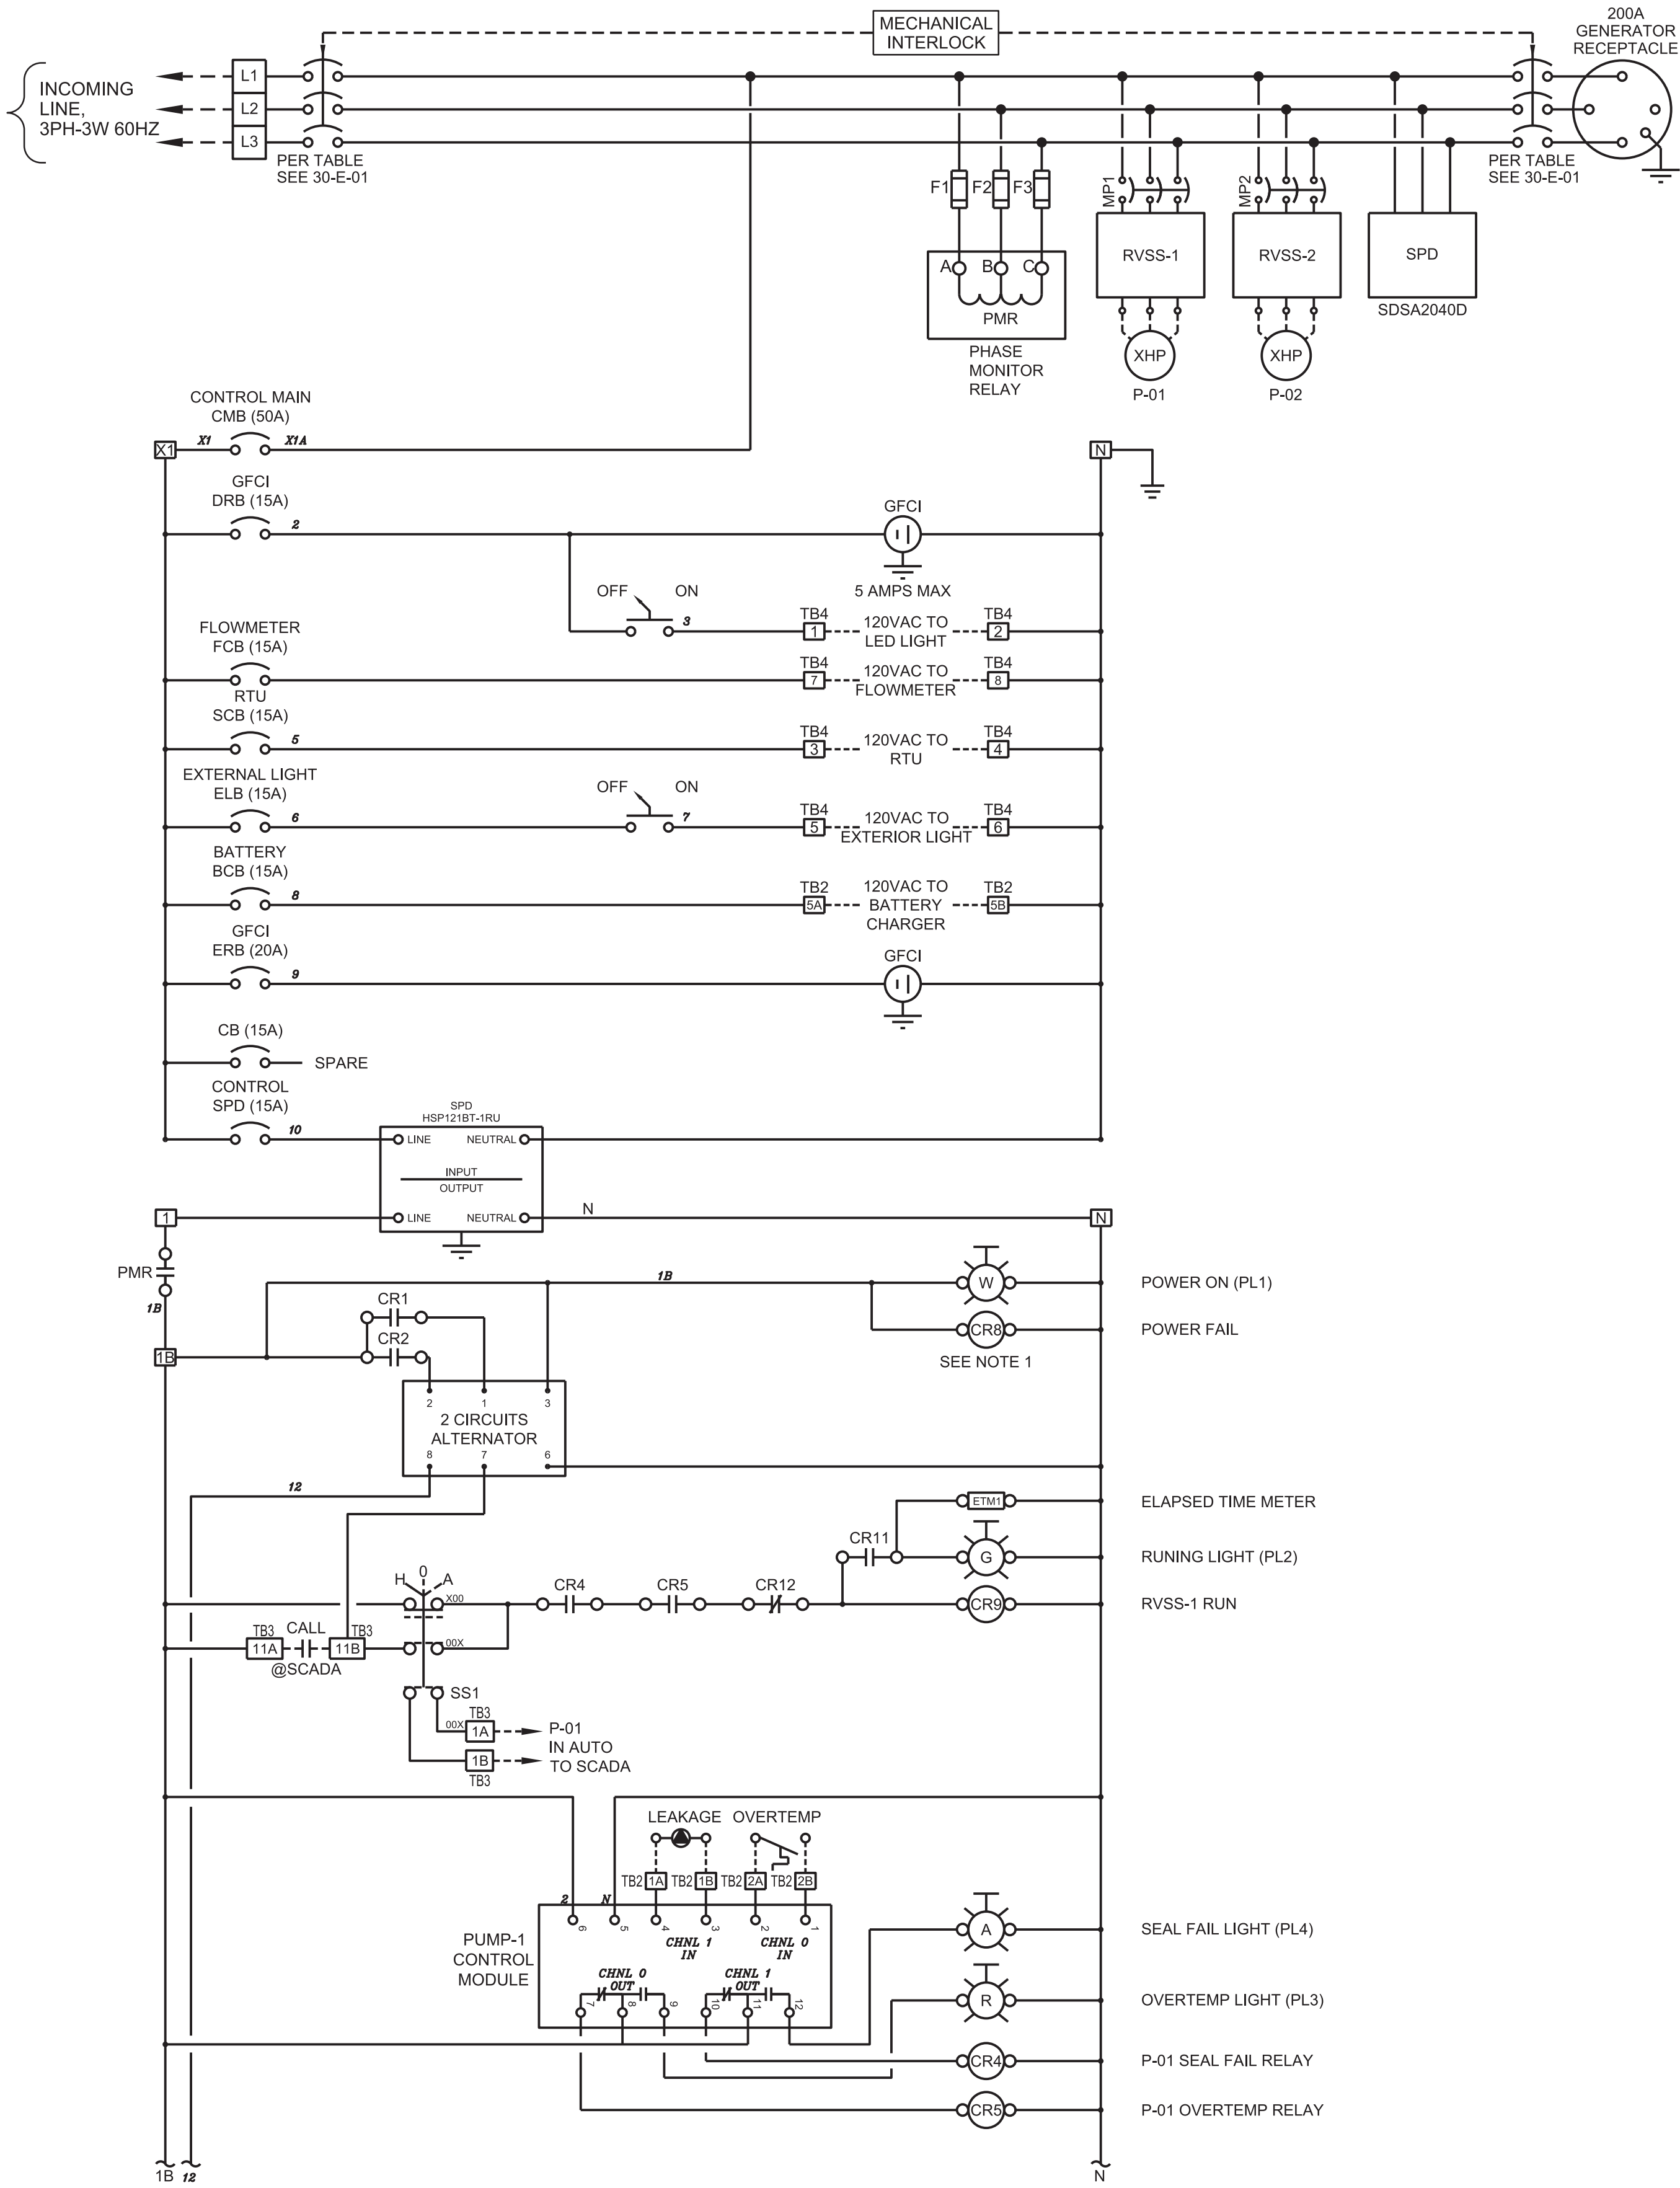 MECHANICAL
INTERLOCK
200A
GENERATOR
RECEPTACLE
INCOMING
LINE,
3PH-3W 60HZ
L1
L2
L3
PER TABLE
SEE 30-E-01
PER TABLE
SEE 30-E-01
F1
F2
F3
MP1
MP2
A
B
C
PMR
PHASE
MONITOR
RELAY
RVSS-1
RVSS-2
SPD
SDSA2040D
XHP
XHP
P-01
P-02
CONTROL MAIN
CMB (50A)
X1
X1
X1A
N
GFCI
DRB (15A)
2
GFCI
5 AMPS MAX
OFF
ON
3
TB4
1
120VAC TO
LED LIGHT
TB4
2
FLOWMETER
FCB (15A)
TB4
7
120VAC TO
FLOWMETER
TB4
8
RTU
SCB (15A)
5
TB4
3
120VAC TO
RTU
TB4
4
EXTERNAL LIGHT
ELB (15A)
6
OFF
ON
7
TB4
5
120VAC TO
EXTERIOR LIGHT
TB4
6
BATTERY
BCB (15A)
8
TB2
5A
120VAC TO
BATTERY
CHARGER
TB2
5B
GFCI
ERB (20A)
9
GFCI
CB (15A)
SPARE
CONTROL
SPD (15A)
10
SPD
HSP121BT-1RU
LINE
NEUTRAL
INPUT
OUTPUT
LINE
NEUTRAL
1
N
N
PMR
1B
1B
1B
W
POWER ON (PL1)
CR1
CR2
CR8
POWER FAIL
SEE NOTE 1
2
1
3
2 CIRCUITS
ALTERNATOR
8
7
6
12
ETM1
ELAPSED TIME METER
CR11
G
RUNING LIGHT (PL2)
H
0
A
X00
CR4
CR5
CR12
CR9
RVSS-1 RUN
TB3
11A
CALL
@SCADA
TB3
11B
00X
SS1
00X
TB3
1A
1B
TB3
P-01
IN AUTO
TO SCADA
LEAKAGE
OVERTEMP
TB2
1A
TB2
1B
TB2
2A
TB2
2B
2
N
6
5
4
3
2
1
PUMP-1
CONTROL
MODULE
CHNL 1
IN
CHNL 0
IN
CHNL 0
OUT
CHNL 1
OUT
7
8
9
10
11
12
A
SEAL FAIL LIGHT (PL4)
R
OVERTEMP LIGHT (PL3)
CR4
P-01 SEAL FAIL RELAY
CR5
P-01 OVERTEMP RELAY
1B
12
N